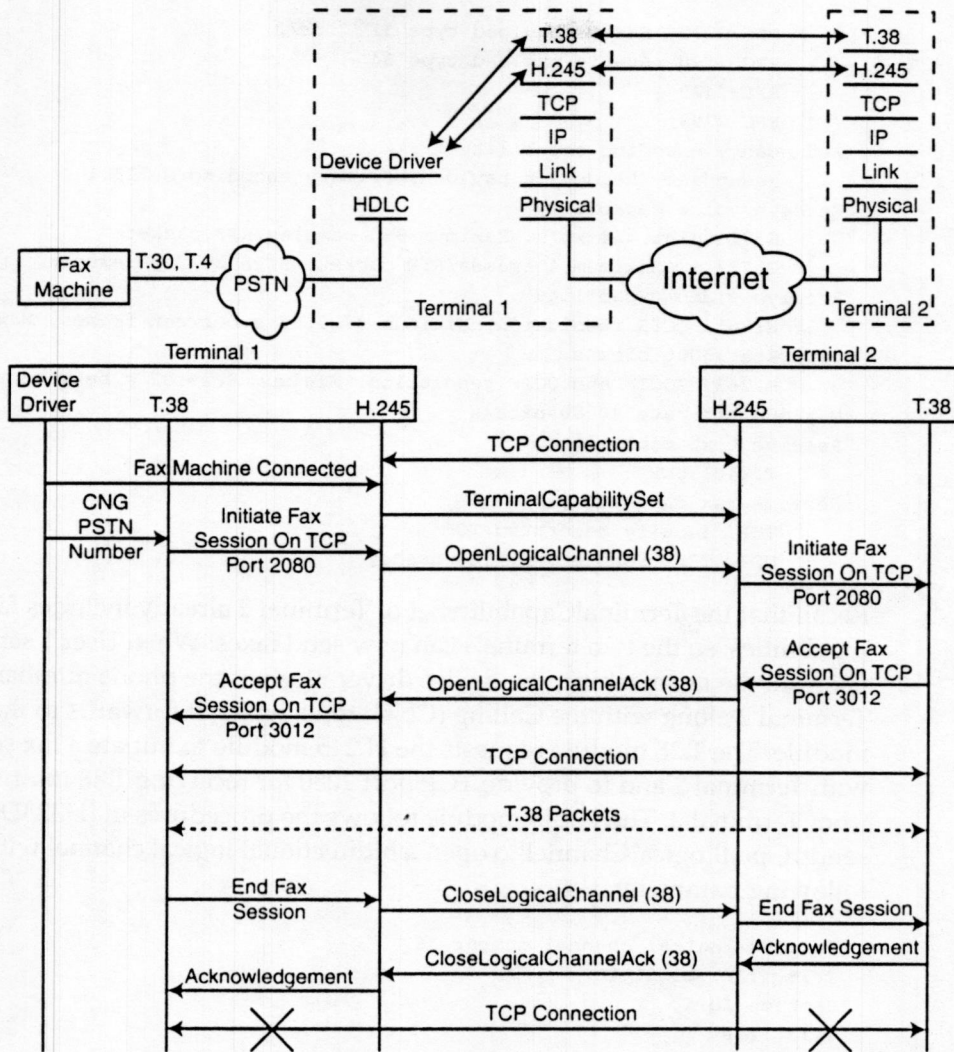 T.38
T.38
H.245
H.245
TCP
TCP
IP
IP
Device Driver
Link
Link
HDLC
Physical
Physical
Fax
Machine
T.30, T.4
PSTN
Internet
Terminal 1
Terminal 2
Terminal 1
Terminal 2
Device
Driver
T.38
H.245
H.245
T.38
TCP Connection
Fax Machine Connected
CNG
PSTN
Number
Initiate Fax
Session On TCP
Port 2080
TerminalCapabilitySet
OpenLogicalChannel (38)
Initiate Fax
Session On TCP
Port 2080
Accept Fax
Session On TCP
Port 3012
OpenLogicalChannelAck (38)
Accept Fax
Session On TCP
Port 3012
TCP Connection
T.38 Packets
End Fax
Session
CloseLogicalChannel (38)
End Fax Session
Acknowledgement
CloseLogicalChannelAck (38)
Acknowledgement
TCP Connection